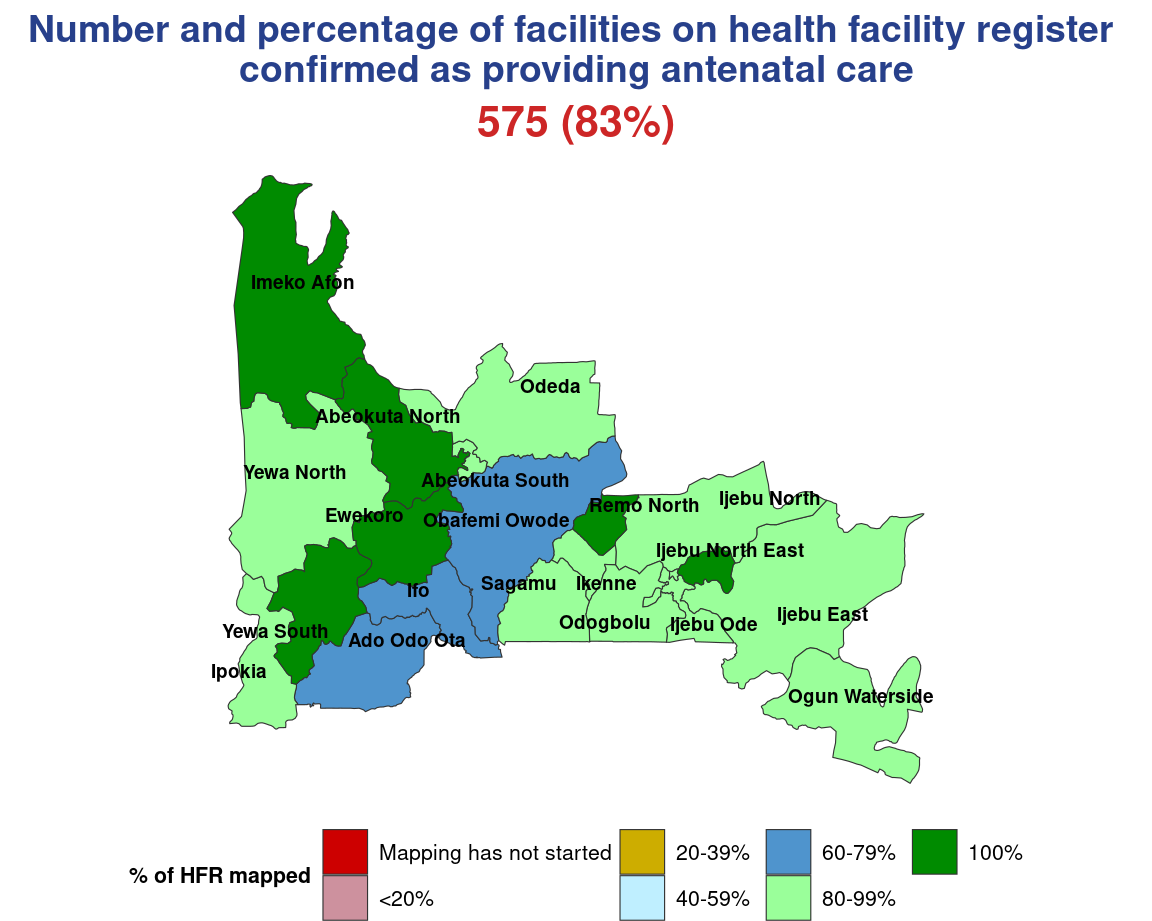 Number and percentage of facilities on health facility register
confirmed as providing antenatal care
575 (83%)
Imeko Afon
Odeda
Abeokuta North
Yewa North
Abeokuta South
Ijebu North
Remo North
Ewekoro
Obafemi Owode
Ijebu North East
Ifo
Sagamu
Ikenne
Ijebu East
Odogbolu
Ijebu Ode
Yewa South
Ado Odo Ota
Ipokia
Ogun Waterside
% of HFR mapped
Mapping has not started
<20%
20-39%
40-59%
60-79%
80-99%
100%